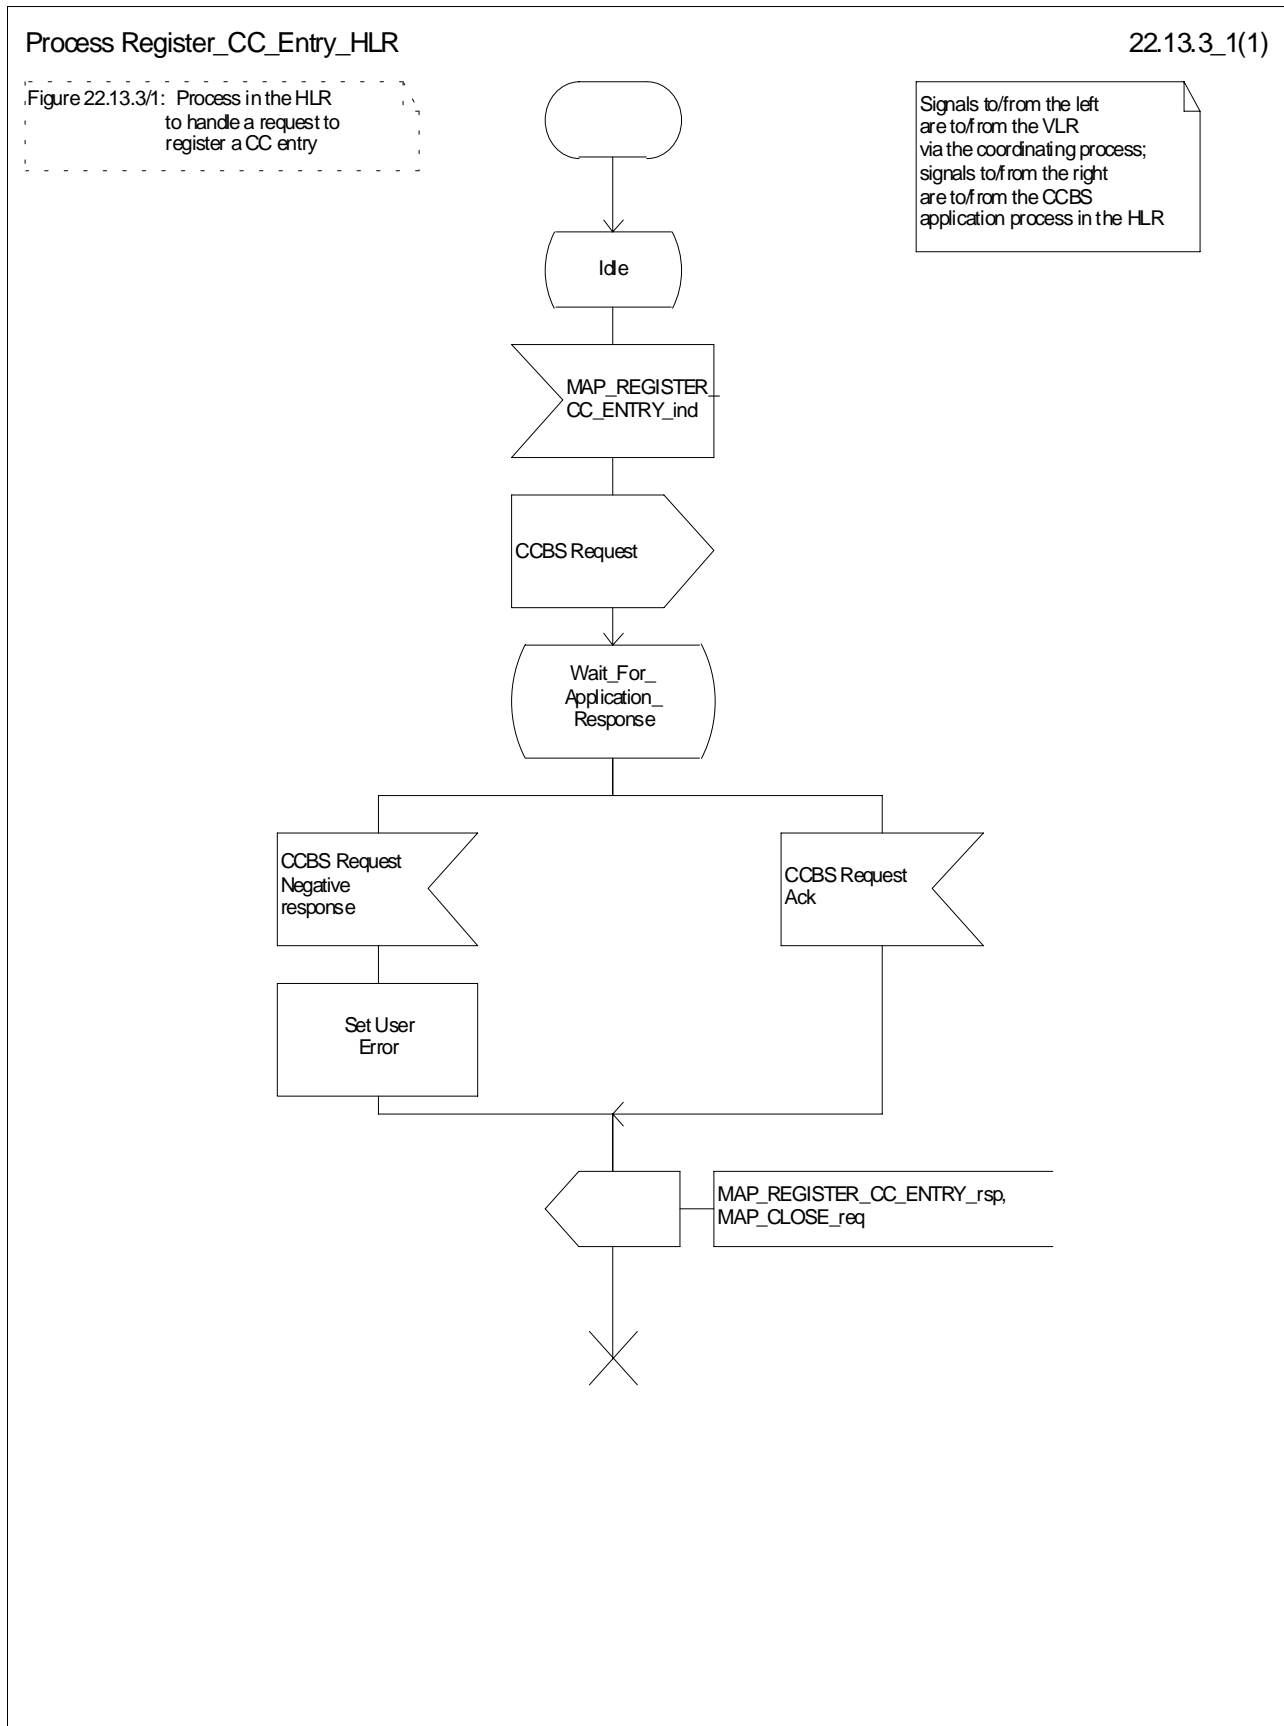 Process Register_CC_Entry_HLR
22.13.3_1(1)
Figure 22.13.3/1: Process in the HLR
to handle a request to
register a CC entry
Signals to/from the left
are to/from the VLR
via the coordinating process;
signals to/from the right
are to/from the CCBS
application process in the HLR
Idle
MAP_REGISTER_
CC_ENTRY_ind
CCBS Request
Wait_For_
Application_
Response
CCBS Request
Negative
response
CCBS Request
Ack
Set User
Error
MAP_REGISTER_CC_ENTRY_rsp,
MAP_CLOSE_req